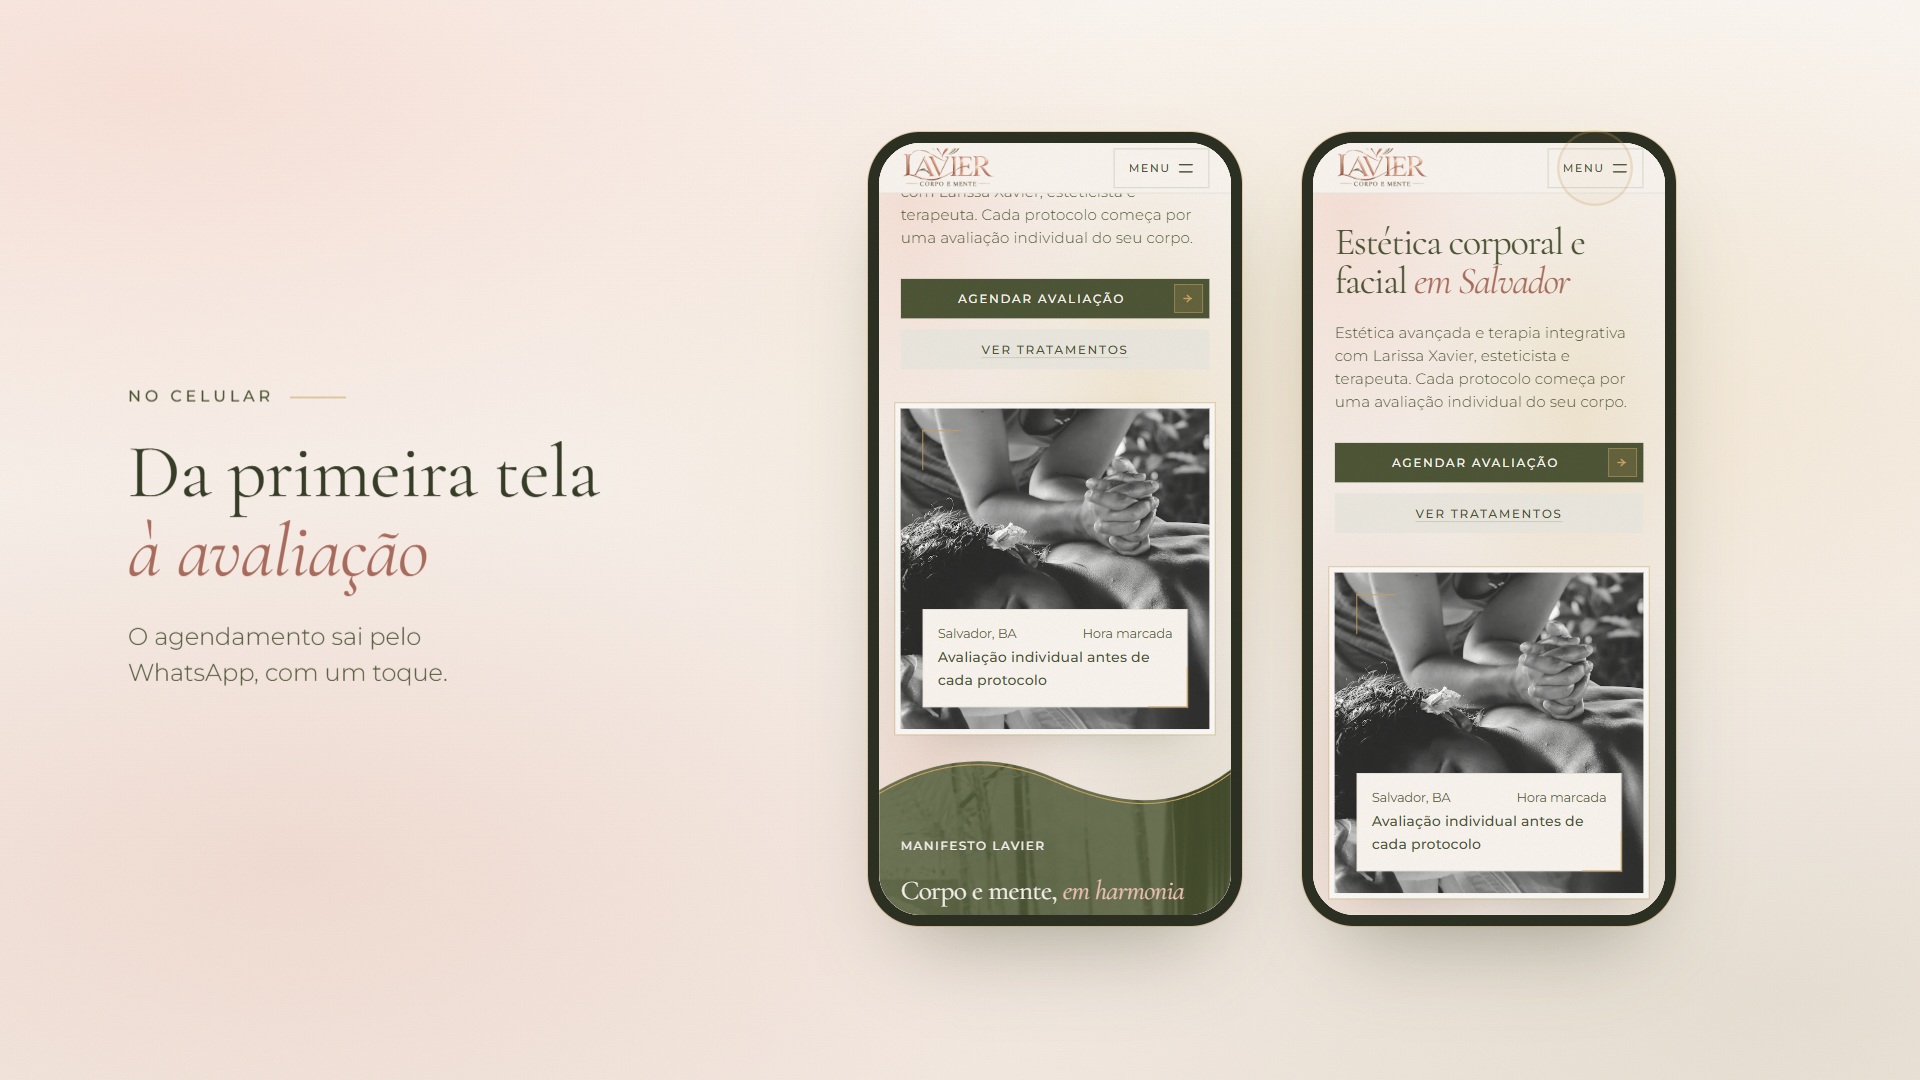 NO CELULAR
Da primeira tela
à avaliação
O agendamento sai pelo
WhatsApp, com um toque.
LAVIER
CORPO E MENTE
MENU
com Larissa Xavier, esteticista e
terapeuta. Cada protocolo começa por
uma avaliação individual do seu corpo.
AGENDAR AVALIAÇÃO
VER TRATAMENTOS
Salvador, BA Hora marcada
Avaliação individual antes de
cada protocolo
MANIFESTO LAVIER
Corpo e mente, em harmonia
LAVIER
CORPO E MENTE
MENU
Estética corporal e
facial em Salvador
Estética avançada e terapia integrativa
com Larissa Xavier, esteticista e
terapeuta. Cada protocolo começa por
uma avaliação individual do seu corpo.
AGENDAR AVALIAÇÃO
VER TRATAMENTOS
Salvador, BA Hora marcada
Avaliação individual antes de
cada protocolo